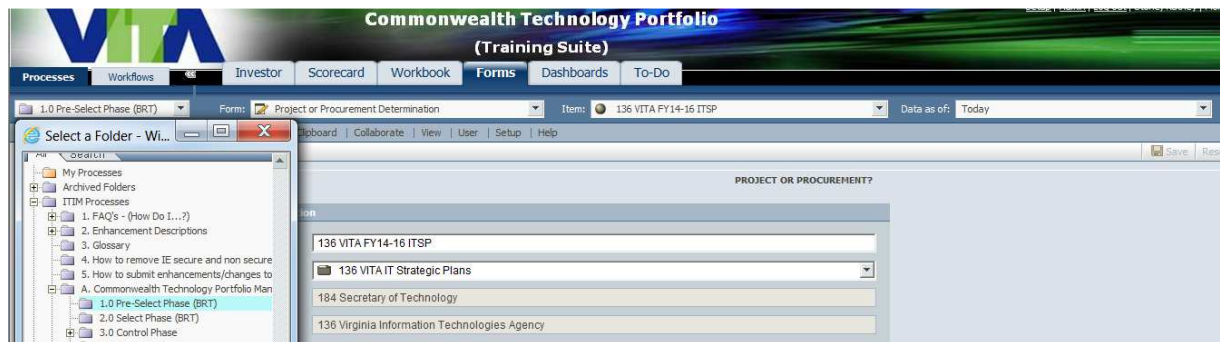 VITA
Commonwealth Technology Portfolio
(Training Suite)
Processes Workflows Investor Scorecard Workbook Forms Dashboards To-Do
1.0 Pre-Select Phase (BRT) Form: Project or Procurement Determination Item: 136 VITA FY14-16 ITSP Data as of: Today
Select a Folder - Wi... Clipboard | Collaborate | View | User | Setup | Help
Save
All Search
My Processes
PROJECT OR PROCUREMENT?
Archived Folders
ITIM Processes
1. FAQ's - (How Do I...?)
2. Enhancement Descriptions
3. Glossary
136 VITA FY14-16 ITSP
4. How to remove IE secure and non secure
5. How to submit enhancements/changes to
136 VITA IT Strategic Plans
A. Commonwealth Technology Portfolio Man
1.0 Pre-Select Phase (BRT)
184 Secretary of Technology
2.0 Select Phase (BRT)
3.0 Control Phase
136 Virginia Information Technologies Agency